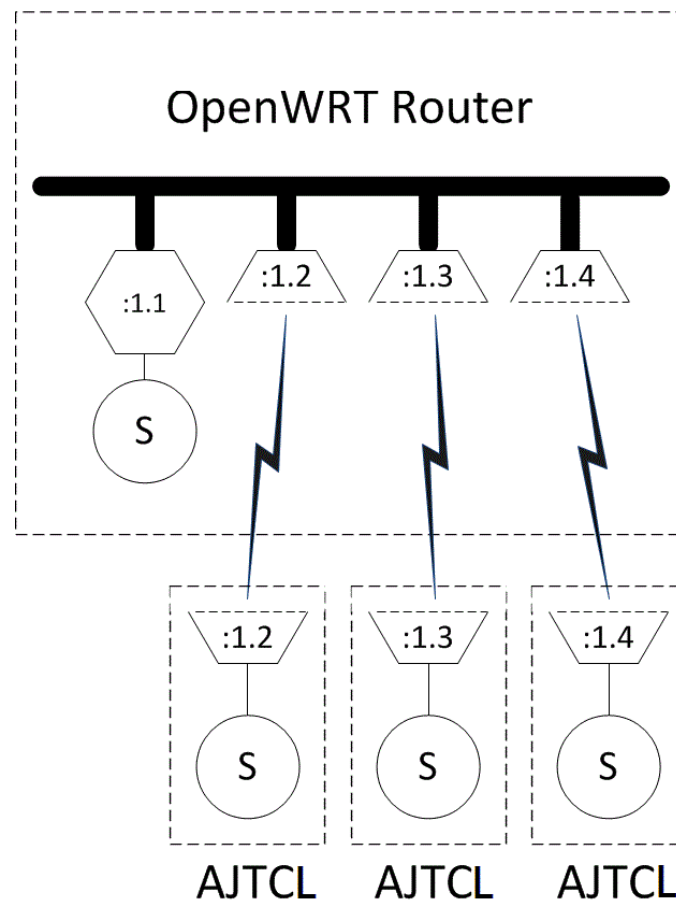 OpenWRT Router
:1.1
:1.2
:1.3
:1.4
S
:1.2
:1.3
:1.4
S
S
S
AJTCL
AJTCL
AJTCL